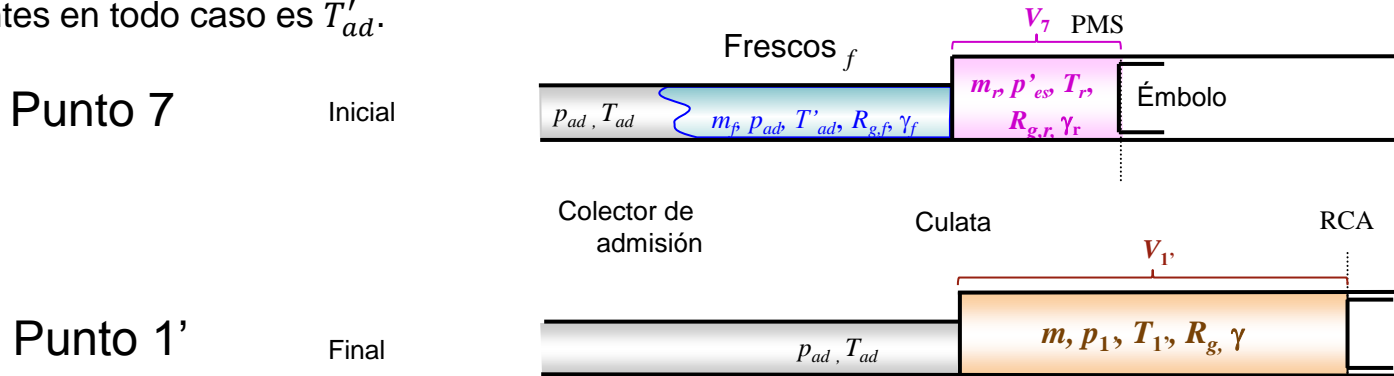 ntes en todo caso es T'ad.
V7 PMS
Frescos f
Punto 7 Inicial
pad , Tad
mf, pad, T'ad, Rg,f, γf
mr, p'es, Tr,
Rg,r, γr
Émbolo
Colector de
admisión
Culata
RCA
V1'
Punto 1’ Final
pad , Tad
m, p1', T1', Rg, γ